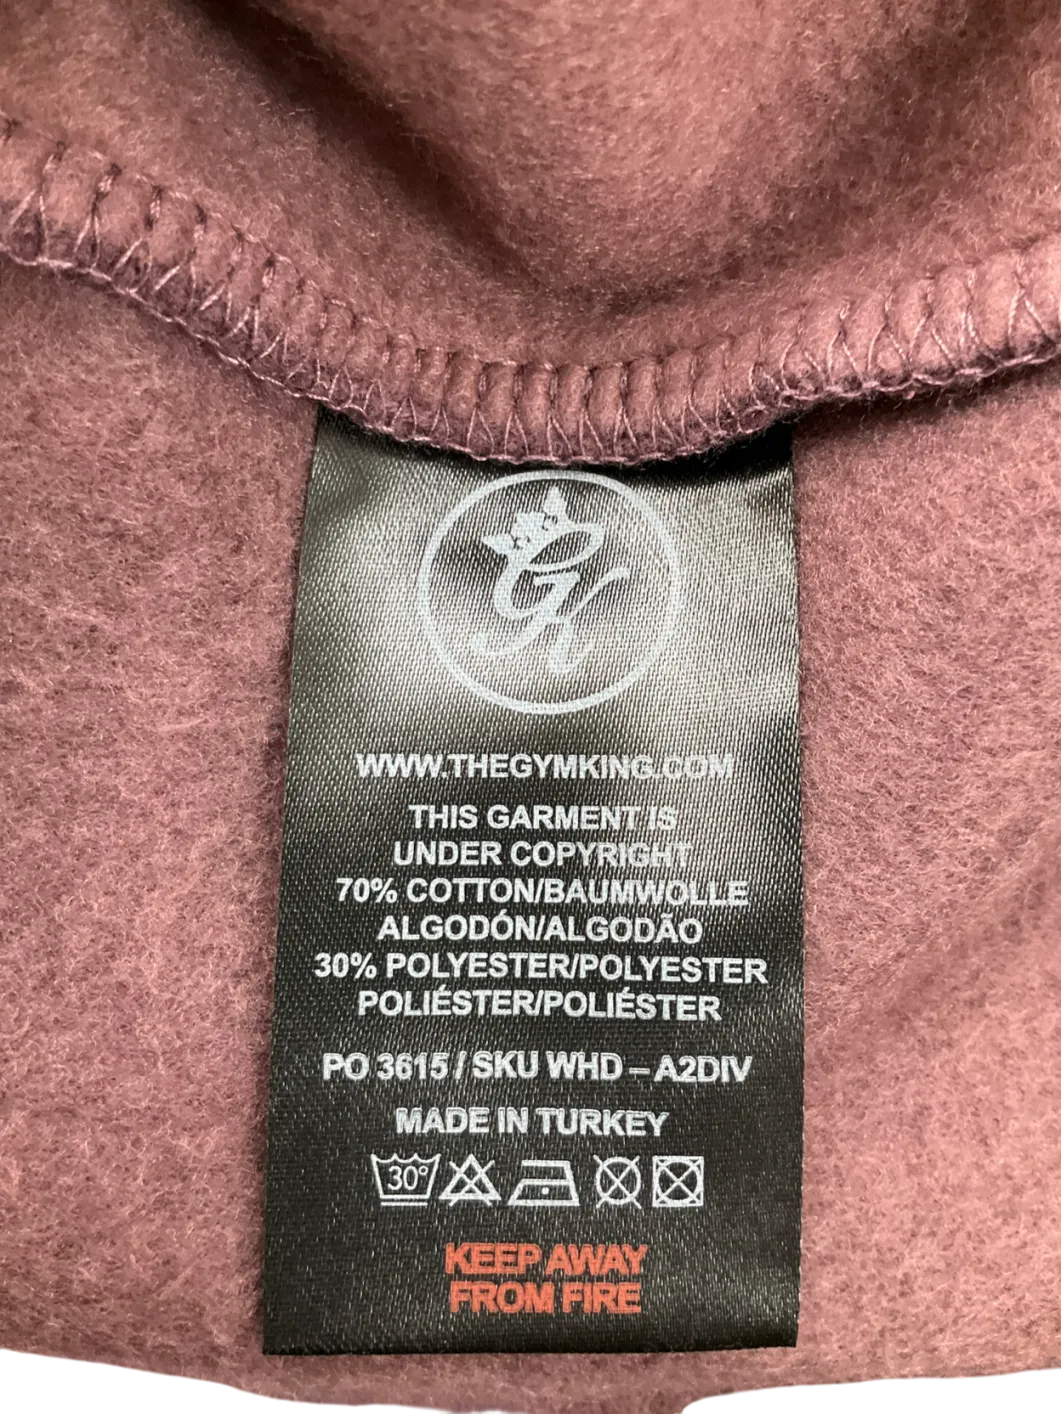 GK
WWW.THEGYMKING.COM
THIS GARMENT IS
UNDER COPYRIGHT
70% COTTON/BAUMWOLLE
ALGODÓN/ALGODÃO
30% POLYESTER/POLYESTER
POLIÉSTER/POLIÉSTER
PO 3615 / SKU WHD – A2DIV
MADE IN TURKEY
30°
KEEP AWAY
FROM FIRE